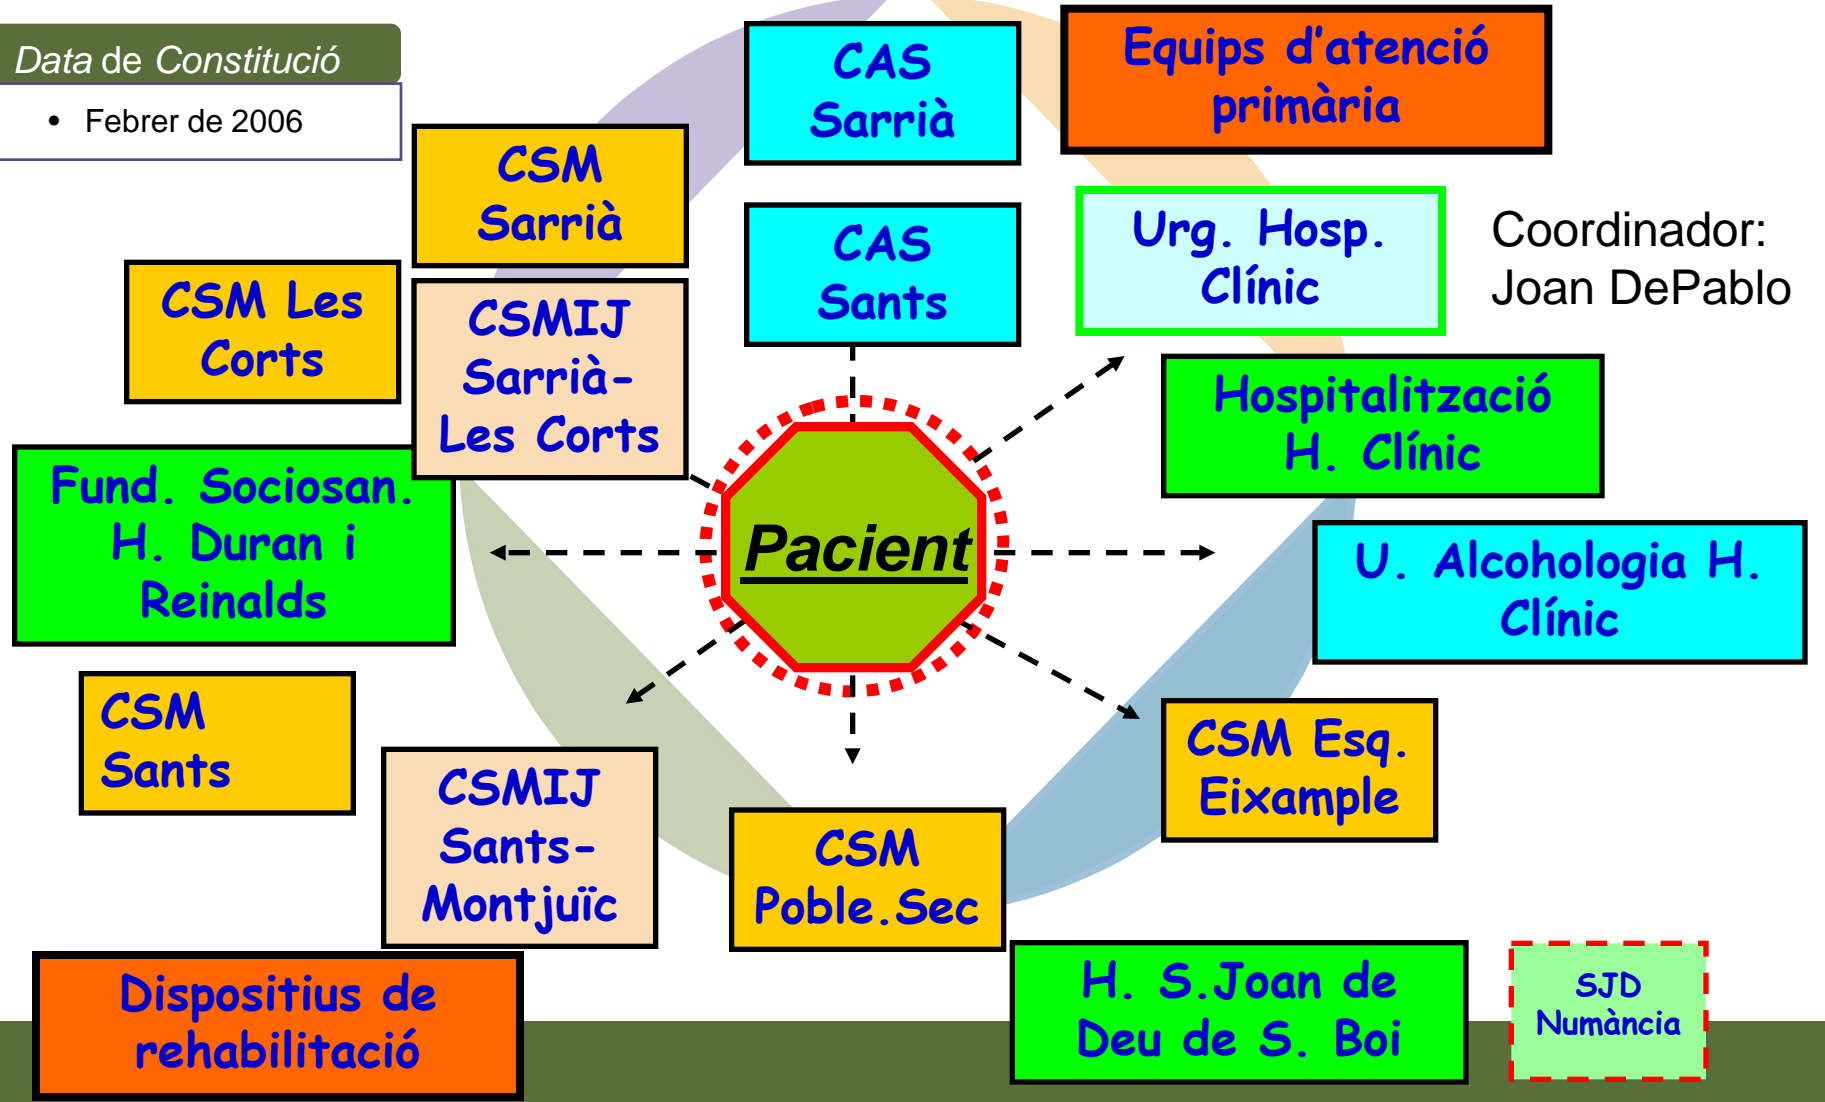 Data de Constitució
• Febrer de 2006
CAS
Sarrià
Equips d’atenció
primària
CSM
Sarrià
CAS
Sants
Urg. Hosp.
Clínic
Coordinador:
Joan DePablo
CSM Les
Corts
CSMIJ
Sarrià-
Les Corts
Hospitalització
H. Clínic
Fund. Sociosan.
H. Duran i
Reinalds
Pacient
U. Alcohologia H.
Clínic
CSM
Sants
CSMIJ
Sants-
Montjuïc
CSM
Poble.Sec
CSM Esq.
Eixample
Dispositius de
rehabilitació
H. S.Joan de
Deu de S. Boi
SJD
Numància